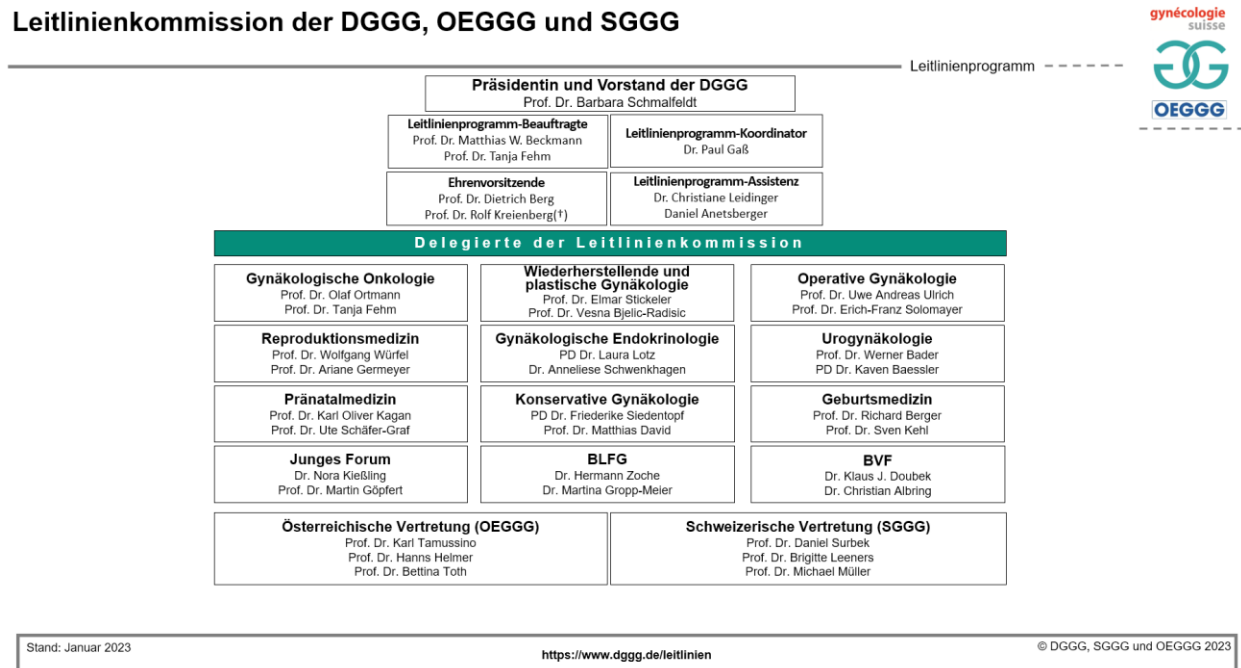 Leitlinienkommission der DGGG, OEGGG und SGGG
gynécologie
suisse
GG
OEGGG
Leitlinienprogramm
Präsidentin und Vorstand der DGGG
Prof. Dr. Barbara Schmalfeldt
Leitlinienprogramm-Beauftragte
Prof. Dr. Matthias W. Beckmann
Prof. Dr. Tanja Fehm
Leitlinienprogramm-Koordinator
Dr. Paul Gaß
Ehrenvorsitzende
Prof. Dr. Dietrich Berg
Prof. Dr. Rolf Kreienberg(†)
Leitlinienprogramm-Assistenz
Dr. Christiane Leidinger
Daniel Anetsberger
Delegierte der Leitlinienkommission
Gynäkologische Onkologie
Prof. Dr. Olaf Ortmann
Prof. Dr. Tanja Fehm
Wiederherstellende und
plastische Gynäkologie
Prof. Dr. Elmar Stickeler
Prof. Dr. Vesna Bjelic-Radisic
Operative Gynäkologie
Prof. Dr. Uwe Andreas Ulrich
Prof. Dr. Erich-Franz Solomayer
Reproduktionsmedizin
Prof. Dr. Wolfgang Würfel
Prof. Dr. Ariane Germeyer
Gynäkologische Endokrinologie
PD Dr. Laura Lotz
Dr. Anneliese Schwenkhagen
Urogynäkologie
Prof. Dr. Werner Bader
PD Dr. Kaven Baessler
Pränatalmedizin
Prof. Dr. Karl Oliver Kagan
Prof. Dr. Ute Schäfer-Graf
Konservative Gynäkologie
PD Dr. Friederike Siedentopf
Prof. Dr. Matthias David
Geburtsmedizin
Prof. Dr. Richard Berger
Prof. Dr. Sven Kehl
Junges Forum
Dr. Nora Kießling
Prof. Dr. Martin Göpfert
BLFG
Dr. Hermann Zoche
Dr. Martina Gropp-Meier
BVF
Dr. Klaus J. Doubek
Dr. Christian Albring
Österreichische Vertretung (OEGGG)
Prof. Dr. Karl Tamussino
Prof. Dr. Hanns Helmer
Prof. Dr. Bettina Toth
Schweizerische Vertretung (SGGG)
Prof. Dr. Daniel Surbek
Prof. Dr. Brigitte Leeners
Prof. Dr. Michael Müller
Stand: Januar 2023
https://www.dggg.de/leitlinien
© DGGG, SGGG und OEGGG 2023